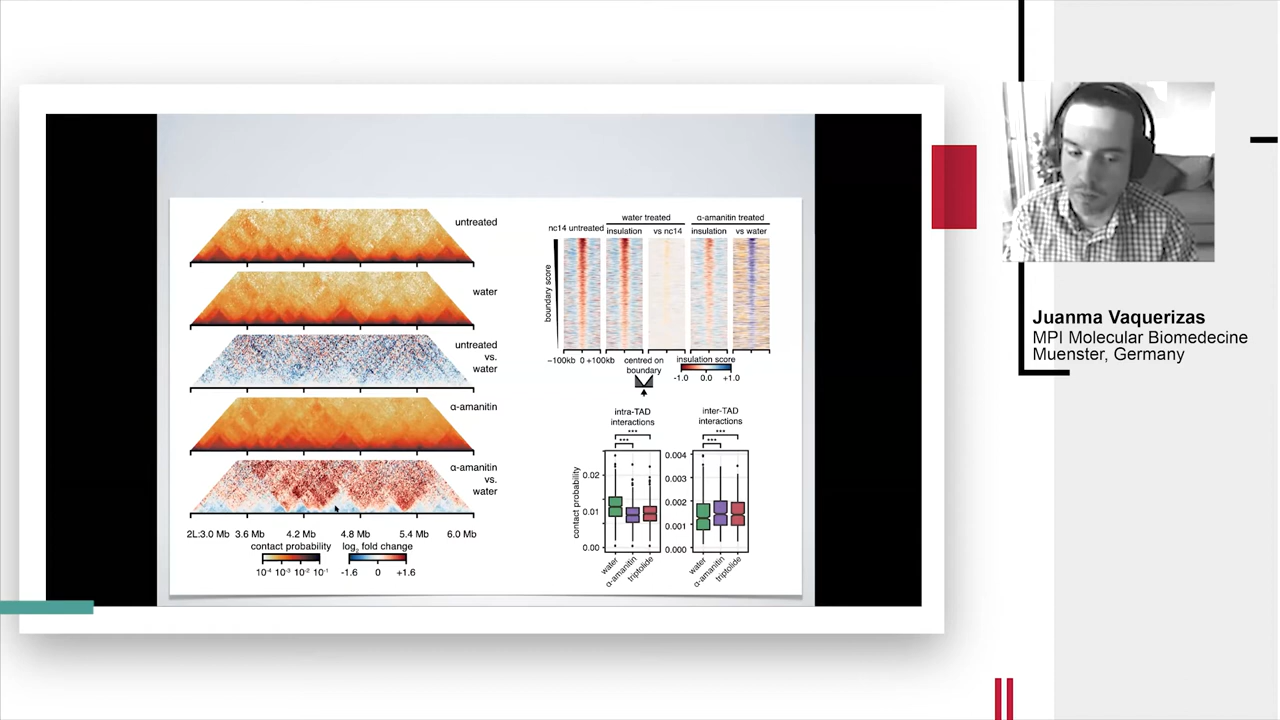 untreated
water
untreated
vs.
water
α-amanitin
α-amanitin
vs.
water
2L:3.0 Mb 3.6 Mb 4.2 Mb 4.8 Mb 5.4 Mb 6.0 Mb
contact probability log2 fold change
10-4 10-3 10-2 10-1 -1.6 0 +1.6
water treated α-amanitin treated
nc14 untreated insulation vs nc14 insulation vs water
boundary score
−100kb 0 +100kb centred on boundary
insulation score
-1.0 0.0 +1.0
intra-TAD interactions
inter-TAD interactions
*** ***
*** ***
contact probability
0.02
0.01
0.00
0.004
0.003
0.002
0.001
0.000
water α-amanitin triptolide
water α-amanitin triptolide
Juanma Vaquerizas
MPI Molecular Biomedecine
Muenster, Germany